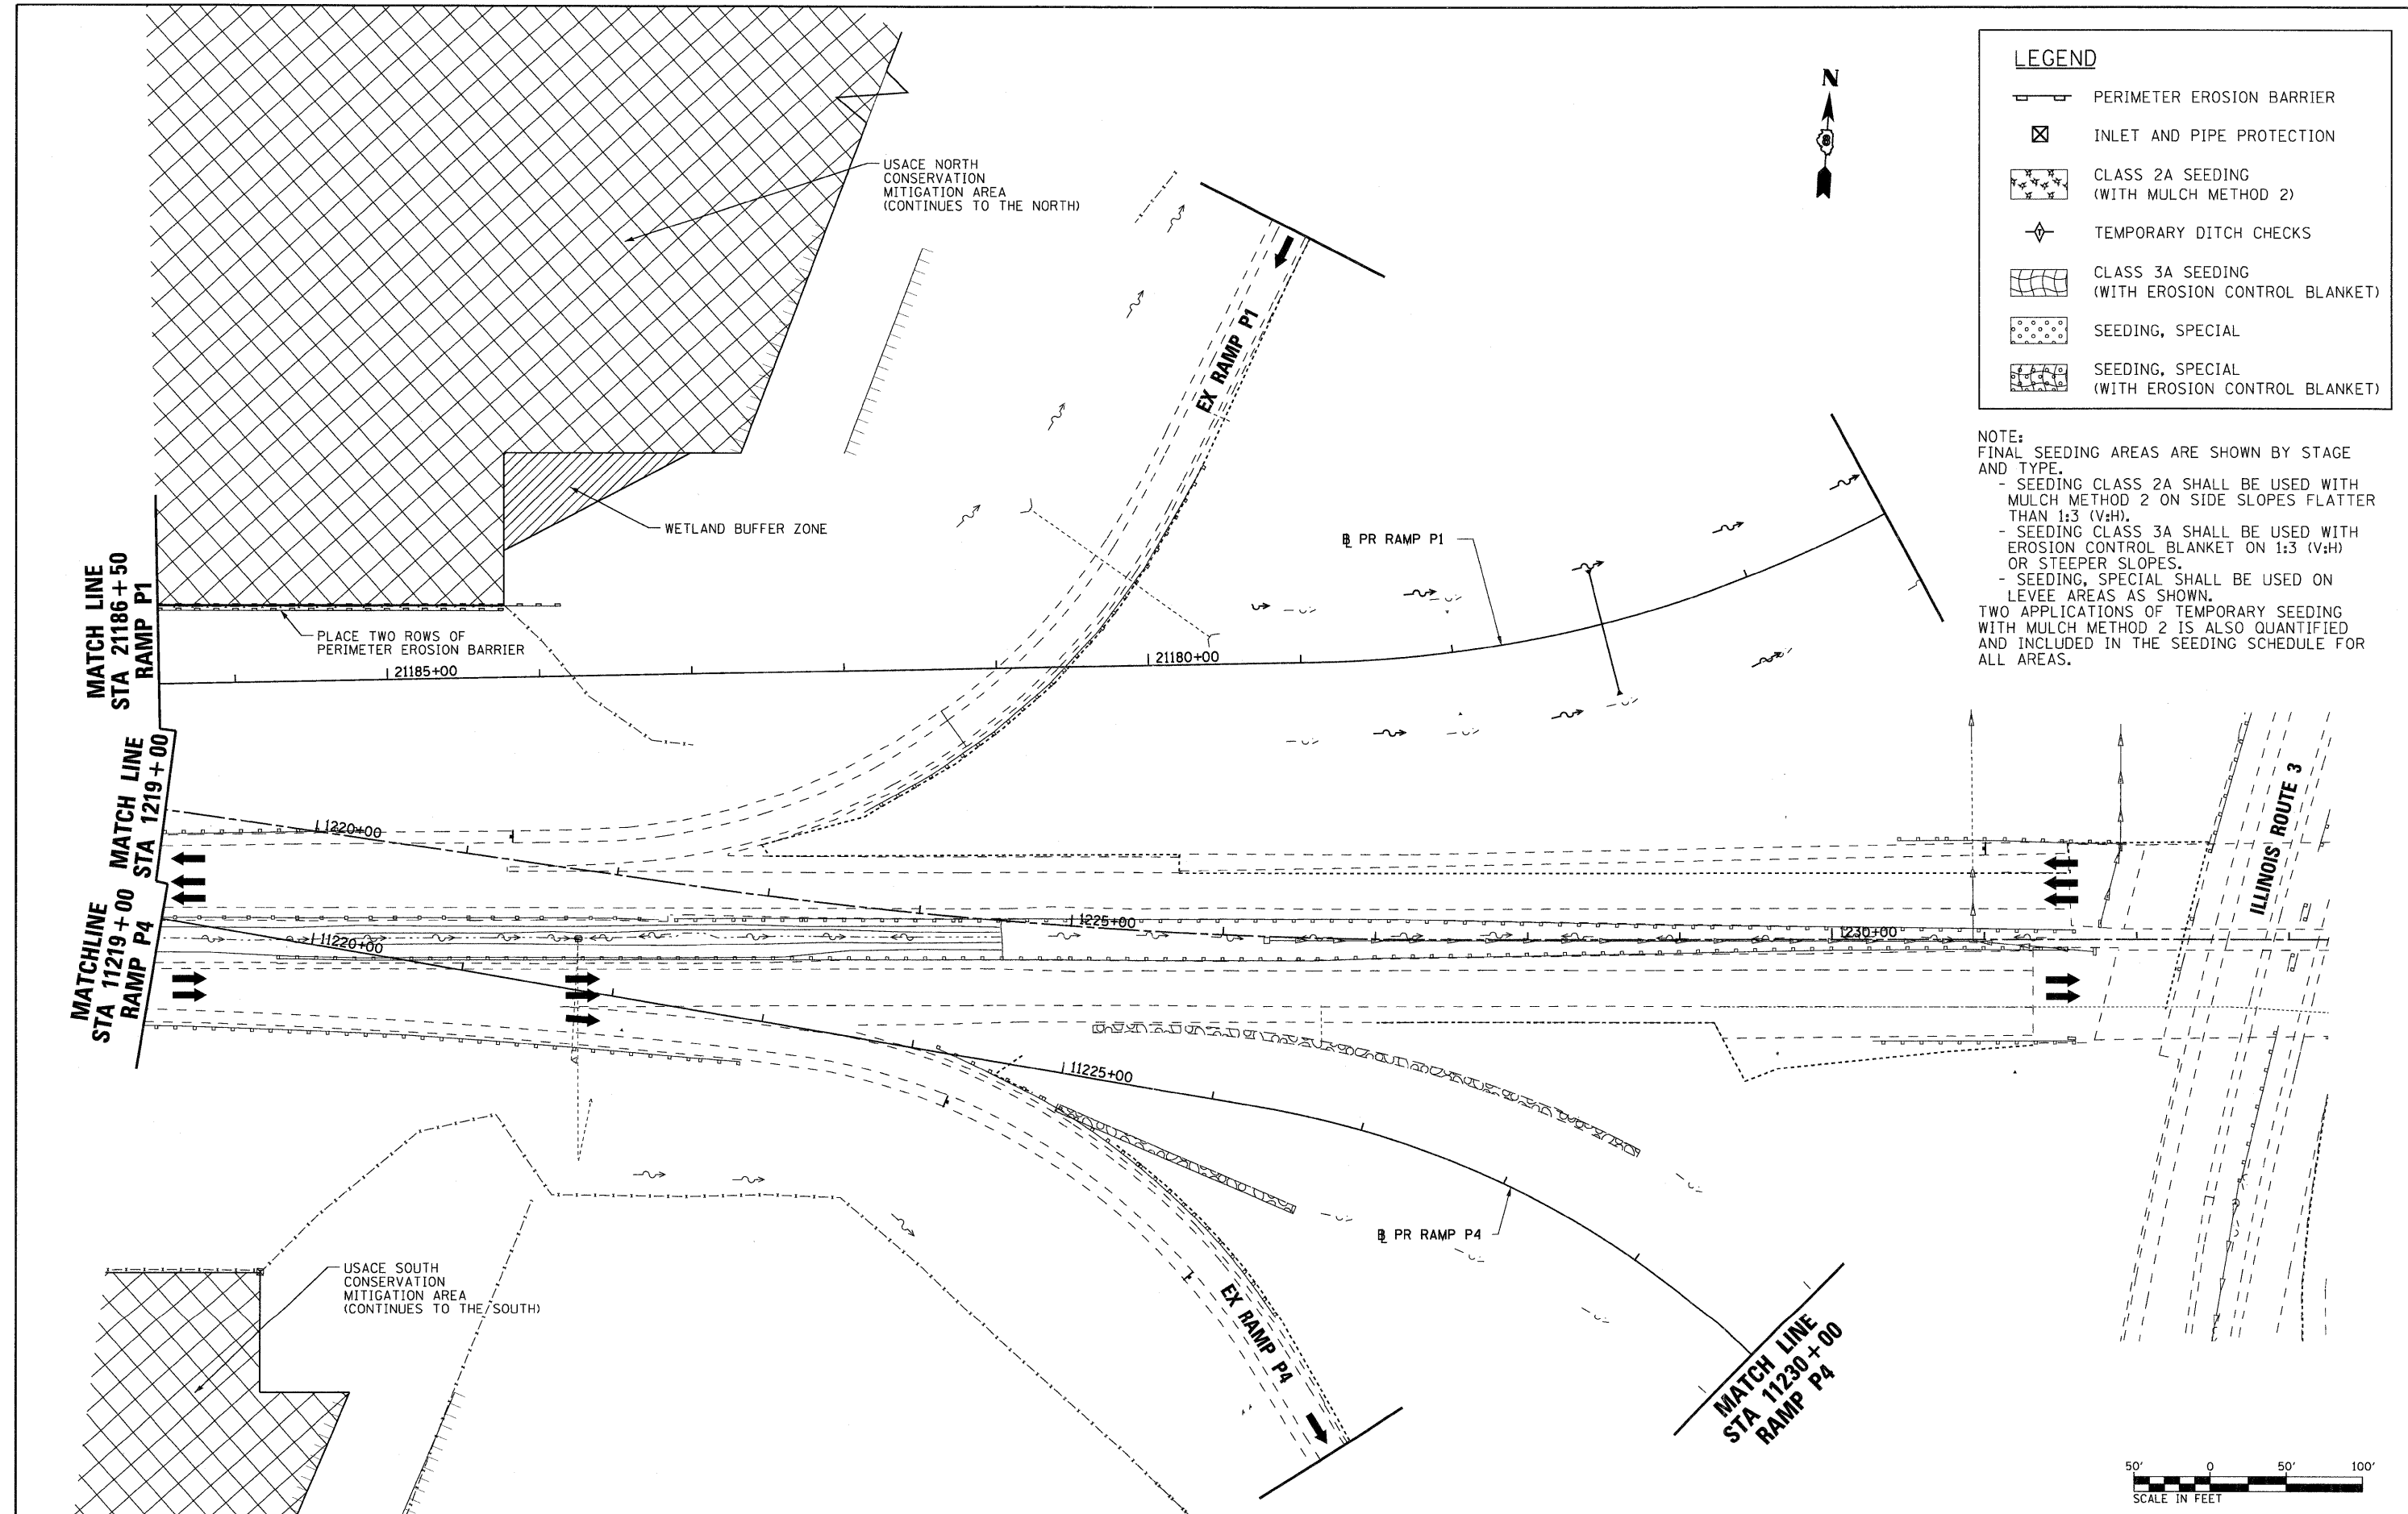 LEGEND
PERIMETER EROSION BARRIER
INLET AND PIPE PROTECTION
CLASS 2A SEEDING
(WITH MULCH METHOD 2)
TEMPORARY DITCH CHECKS
CLASS 3A SEEDING
(WITH EROSION CONTROL BLANKET)
SEEDING, SPECIAL
SEEDING, SPECIAL
(WITH EROSION CONTROL BLANKET)
N
USACE NORTH
CONSERVATION
MITIGATION AREA
(CONTINUES TO THE NORTH)
EX RAMP P1
NOTE:
FINAL SEEDING AREAS ARE SHOWN BY STAGE
AND TYPE.
- SEEDING CLASS 2A SHALL BE USED WITH
MULCH METHOD 2 ON SIDE SLOPES FLATTER
THAN 1:3 (V:H).
- SEEDING CLASS 3A SHALL BE USED WITH
EROSION CONTROL BLANKET ON 1:3 (V:H)
OR STEEPER SLOPES.
- SEEDING, SPECIAL SHALL BE USED ON
LEVEE AREAS AS SHOWN.
TWO APPLICATIONS OF TEMPORARY SEEDING
WITH MULCH METHOD 2 IS ALSO QUANTIFIED
AND INCLUDED IN THE SEEDING SCHEDULE FOR
ALL AREAS.
WETLAND BUFFER ZONE
℄ PR RAMP P1
MATCH LINE
STA 21186+50
RAMP P1
PLACE TWO ROWS OF
PERIMETER EROSION BARRIER
21185+00
21180+00
MATCH LINE
STA 1219+00
1220+00
ILLINOIS ROUTE 3
MATCHLINE
STA 11219+00
RAMP P4
11220+00
1225+00
1230+00
11225+00
℄ PR RAMP P4
USACE SOUTH
CONSERVATION
MITIGATION AREA
(CONTINUES TO THE SOUTH)
EX RAMP P4
MATCH LINE
STA 11230+00
RAMP P4
50' 0 50' 100'
SCALE IN FEET